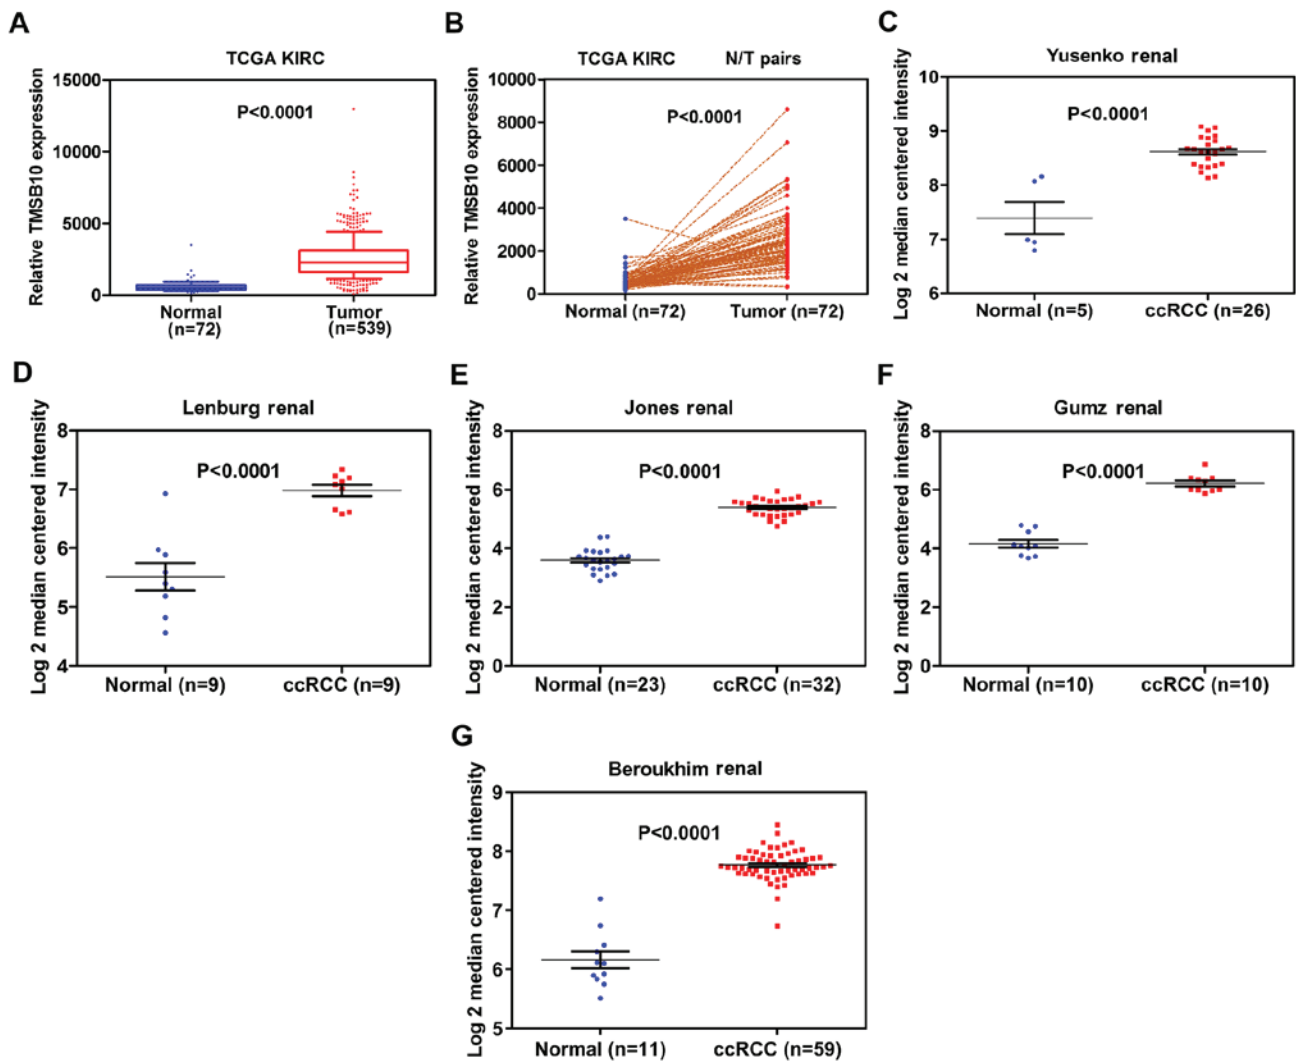 A
TCGA KIRC
Relative TMSB10 expression
15000
10000
5000
0
P<0.0001
Normal
(n=72)
Tumor
(n=539)
B
TCGA KIRC N/T pairs
Relative TMSB10 expression
10000
8000
6000
4000
2000
0
P<0.0001
Normal (n=72) Tumor (n=72)
C
Yusenko renal
Log 2 median centered intensity
10
9
8
7
6
P<0.0001
Normal (n=5) ccRCC (n=26)
D
Lenburg renal
Log 2 median centered intensity
8
7
6
5
4
P<0.0001
Normal (n=9) ccRCC (n=9)
E
Jones renal
Log 2 median centered intensity
8
6
4
2
0
P<0.0001
Normal (n=23) ccRCC (n=32)
F
Gumz renal
Log 2 median centered intensity
8
6
4
2
0
P<0.0001
Normal (n=10) ccRCC (n=10)
G
Beroukhim renal
Log 2 median centered intensity
9
8
7
6
5
P<0.0001
Normal (n=11) ccRCC (n=59)